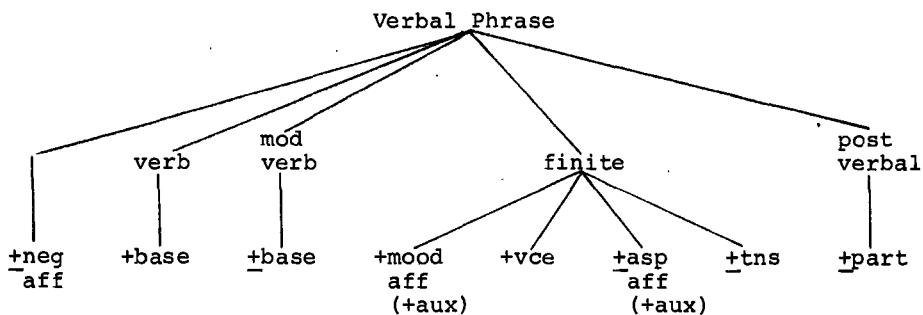 Verbal Phrase
mod post
verb verb finite verbal
±neg +base ±base +mood +vce ±asp ±tns ±part
aff aff aff
(+aux) (+aux)